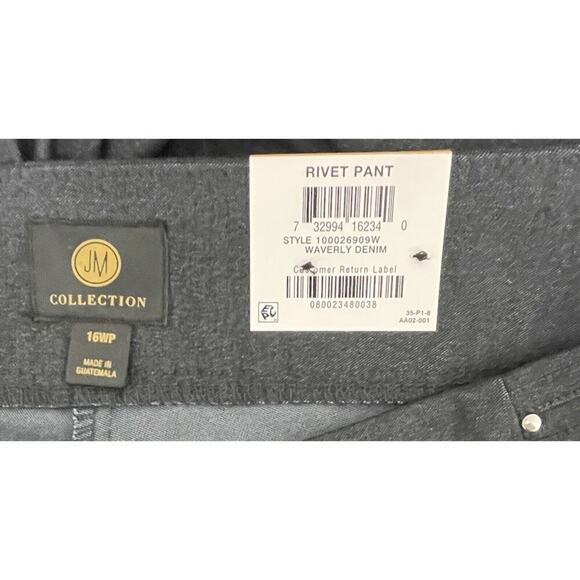 JM
COLLECTION
16WP
MADE IN
GUATEMALA
RIVET PANT
7 32994 16234 0
STYLE 100026909W
WAVERLY DENIM
Customer Return Label
080023480038
35-P1-8
AA02-001